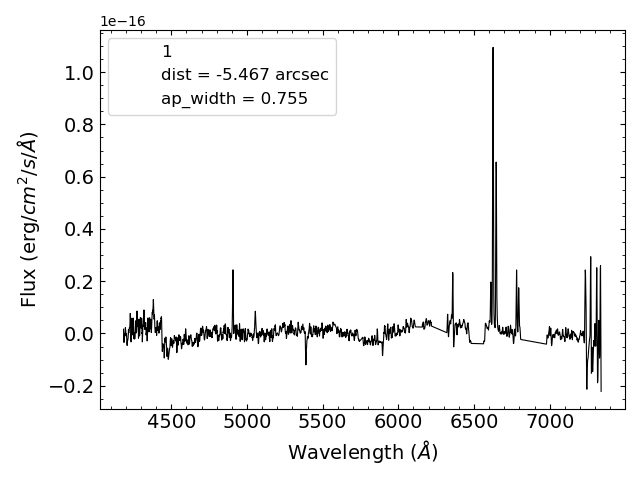 1e−16
1
dist = -5.467 arcsec
ap_width = 0.755
1.0
0.8
0.6
0.4
0.2
0.0
−0.2
Flux (erg/cm²/s/Å)
4500 5000 5500 6000 6500 7000
Wavelength (Å)